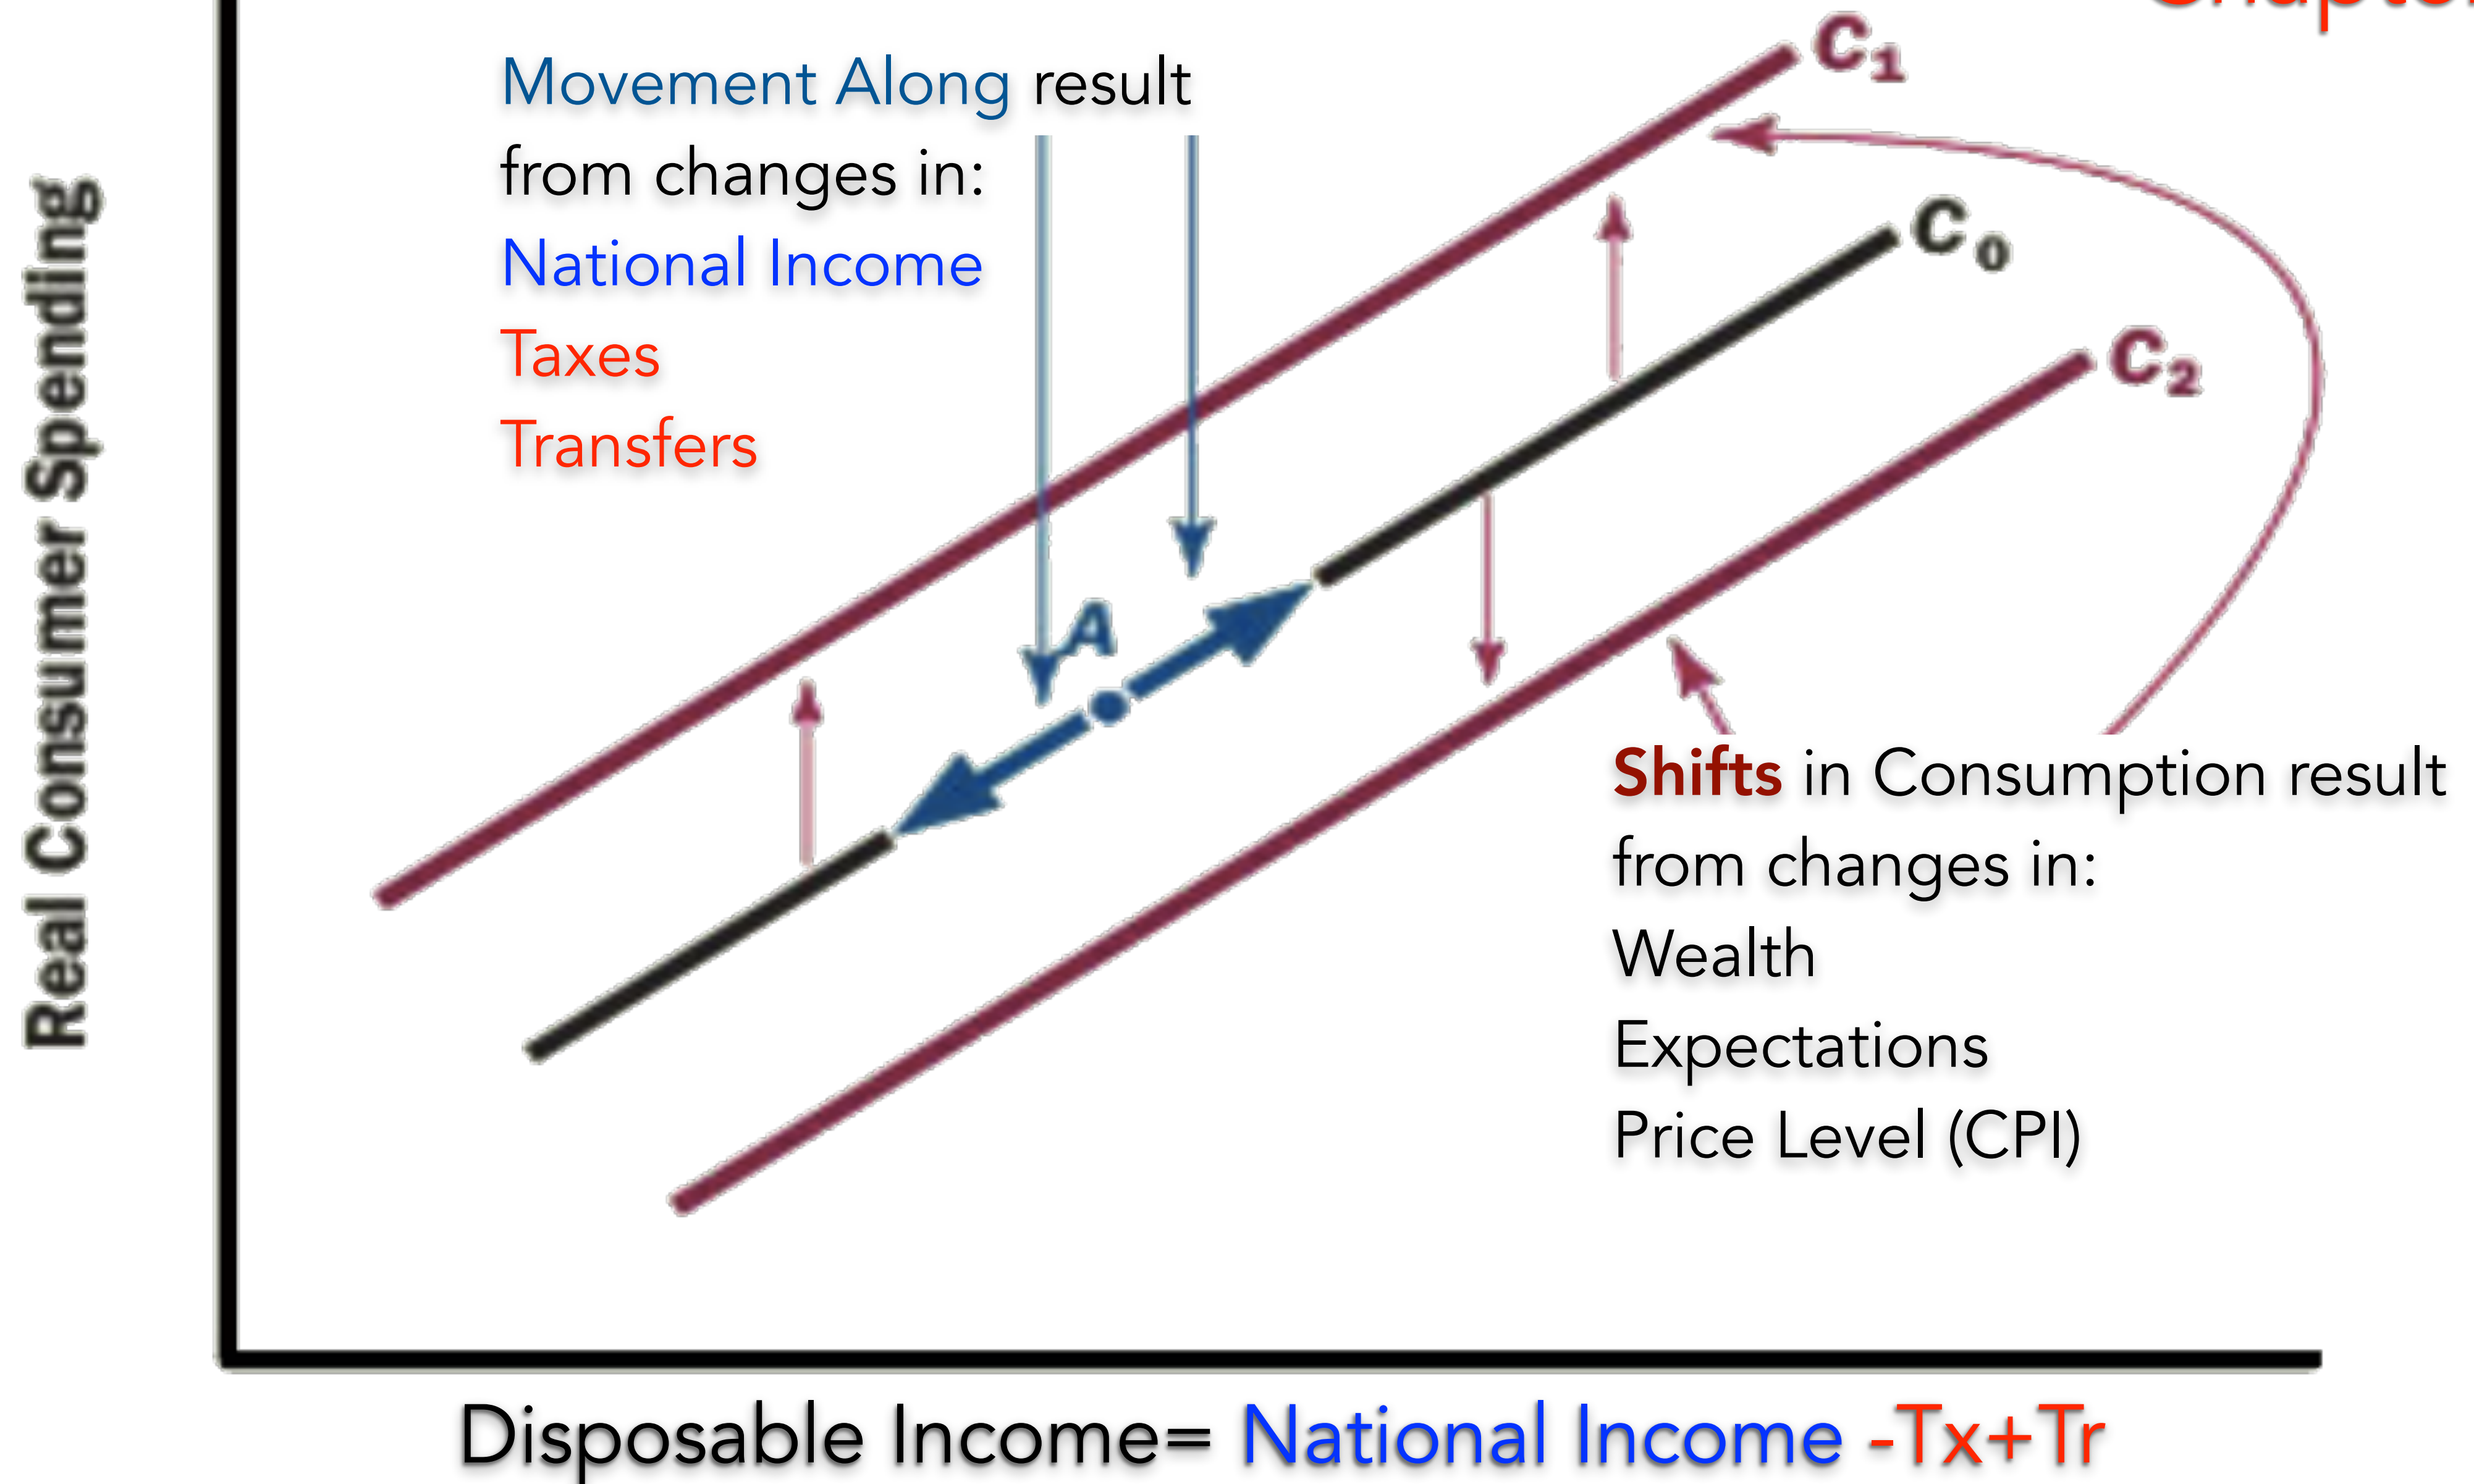 C₁
Movement Along result
from changes in:
National Income
Taxes
Transfers
C₀
C₂
A
Real Consumer Spending
Shifts in Consumption result
from changes in:
Wealth
Expectations
Price Level (CPI)
Disposable Income= National Income -Tx+Tr